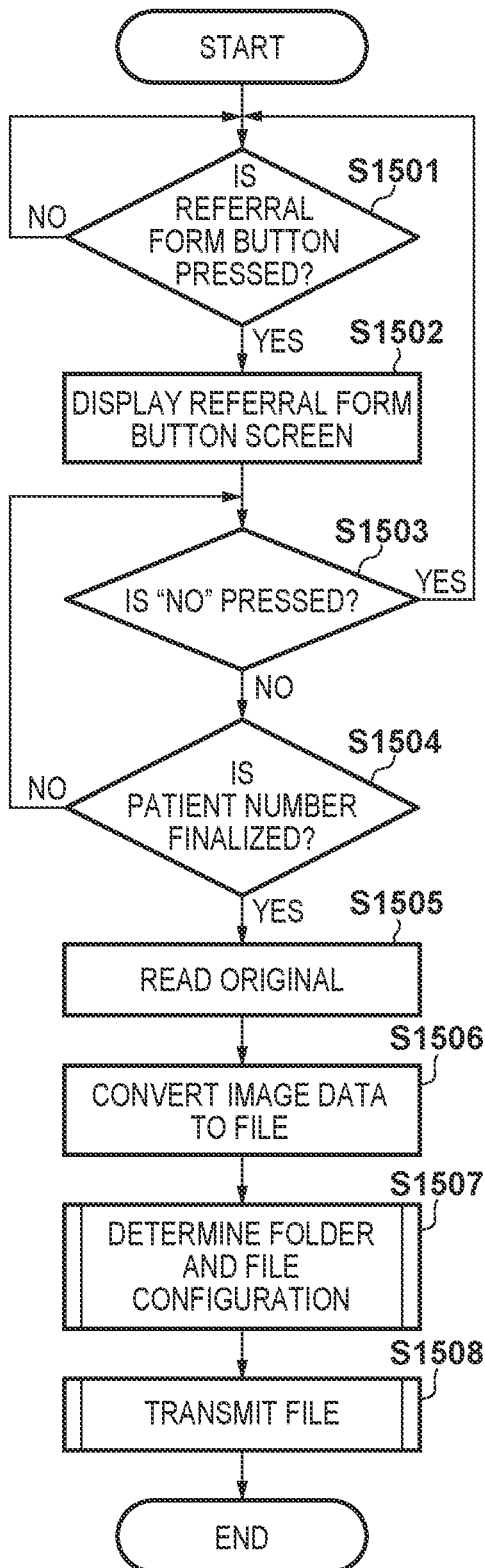 START
S1501
IS
REFERRAL
FORM BUTTON
PRESSED?
NO
YES
S1502
DISPLAY REFERRAL FORM
BUTTON SCREEN
S1503
IS "NO" PRESSED?
YES
NO
S1504
IS
PATIENT NUMBER
FINALIZED?
NO
YES
S1505
READ ORIGINAL
S1506
CONVERT IMAGE DATA
TO FILE
S1507
DETERMINE FOLDER
AND FILE
CONFIGURATION
S1508
TRANSMIT FILE
END